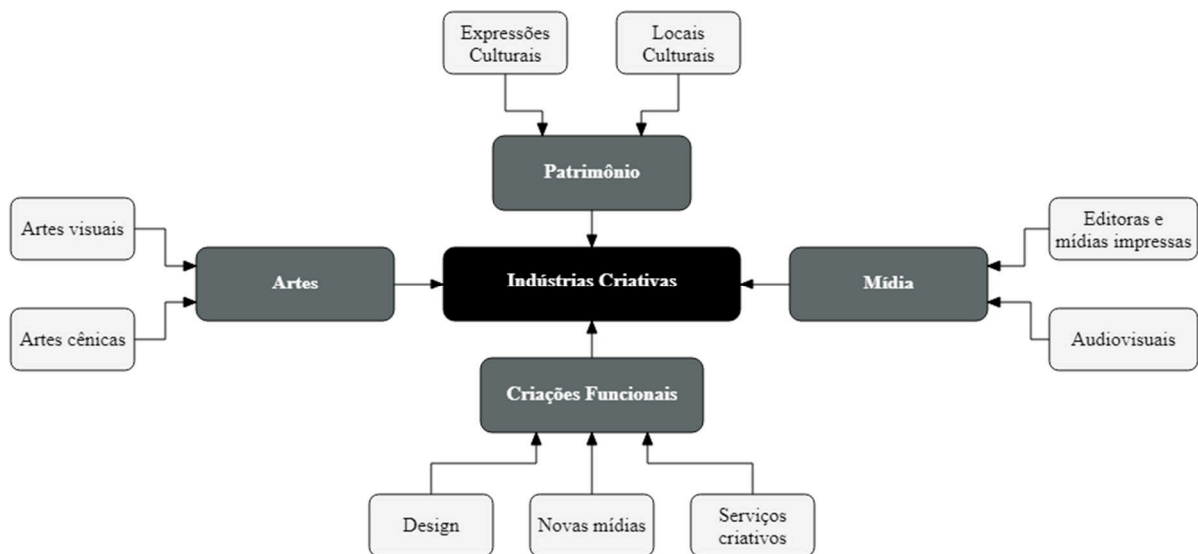 Expressões
Culturais
Locais
Culturais
Patrimônio
Artes visuais
Editoras e
mídias impressas
Artes
Indústrias Criativas
Mídia
Artes cênicas
Audiovisuais
Criações Funcionais
Design
Novas mídias
Serviços
criativos